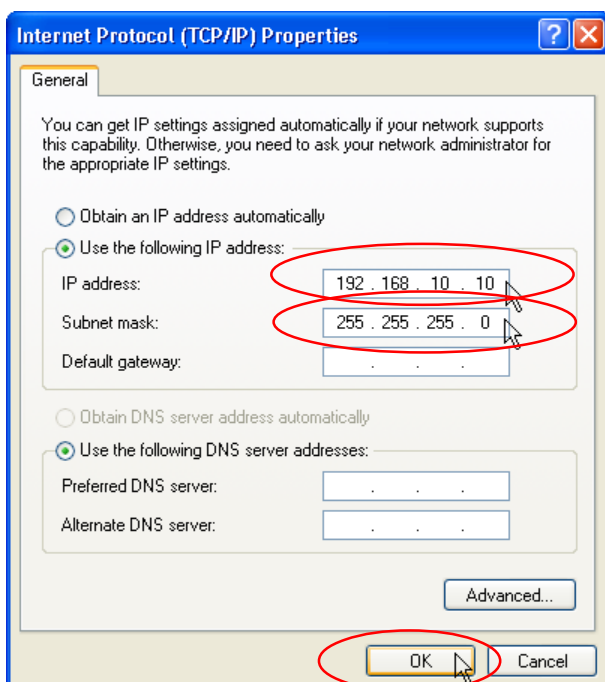 Internet Protocol (TCP/IP) Properties
General
You can get IP settings assigned automatically if your network supports
this capability. Otherwise, you need to ask your network administrator for
the appropriate IP settings.
Obtain an IP address automatically
Use the following IP address:
IP address: 192 . 168 . 10 . 10
Subnet mask: 255 . 255 . 255 . 0
Default gateway: . . .
Obtain DNS server address automatically
Use the following DNS server addresses:
Preferred DNS server: . . .
Alternate DNS server: . . .
Advanced...
OK Cancel